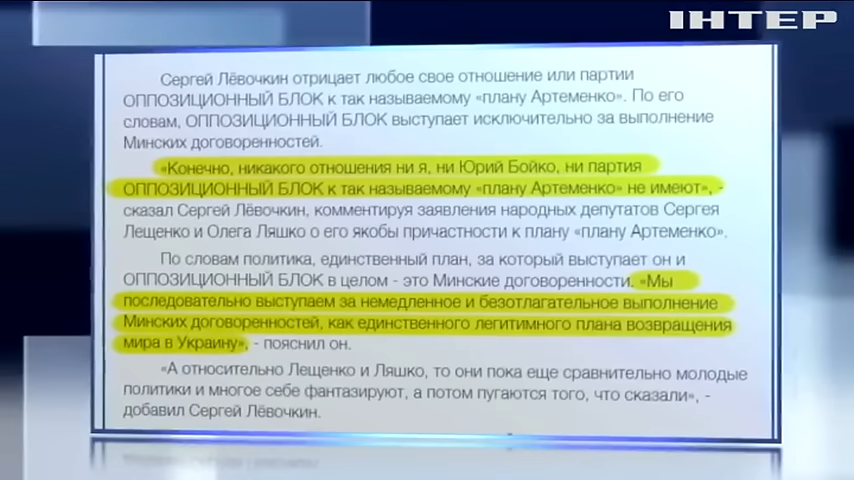 ІНТЕР
Сергей Лёвочкин отрицает любое свое отношение или партии
ОППОЗИЦИОННЫЙ БЛОК к так называемому «плану Артеменко». По его
словам, ОППОЗИЦИОННЫЙ БЛОК выступает исключительно за выполнение
Минских договоренностей.
«Конечно, никакого отношения ни я, ни Юрий Бойко, ни партия
ОППОЗИЦИОННЫЙ БЛОК к так называемому «плану Артеменко» не имеют», -
сказал Сергей Лёвочкин, комментируя заявления народных депутатов Сергея
Лещенко и Олега Ляшко о его якобы причастности к плану «плану Артеменко».
По словам политика, единственный план, за который выступает он и
ОППОЗИЦИОННЫЙ БЛОК в целом - это Минские договоренности. «Мы
последовательно выступаем за немедленное и безотлагательное выполнение
Минских договоренностей, как единственного легитимного плана возвращения
мира в Украину», - пояснил он.
«А относительно Лещенко и Ляшко, то они пока еще сравнительно молодые
политики и многое себе фантазируют, а потом пугаются того, что сказали», -
добавил Сергей Лёвочкин.